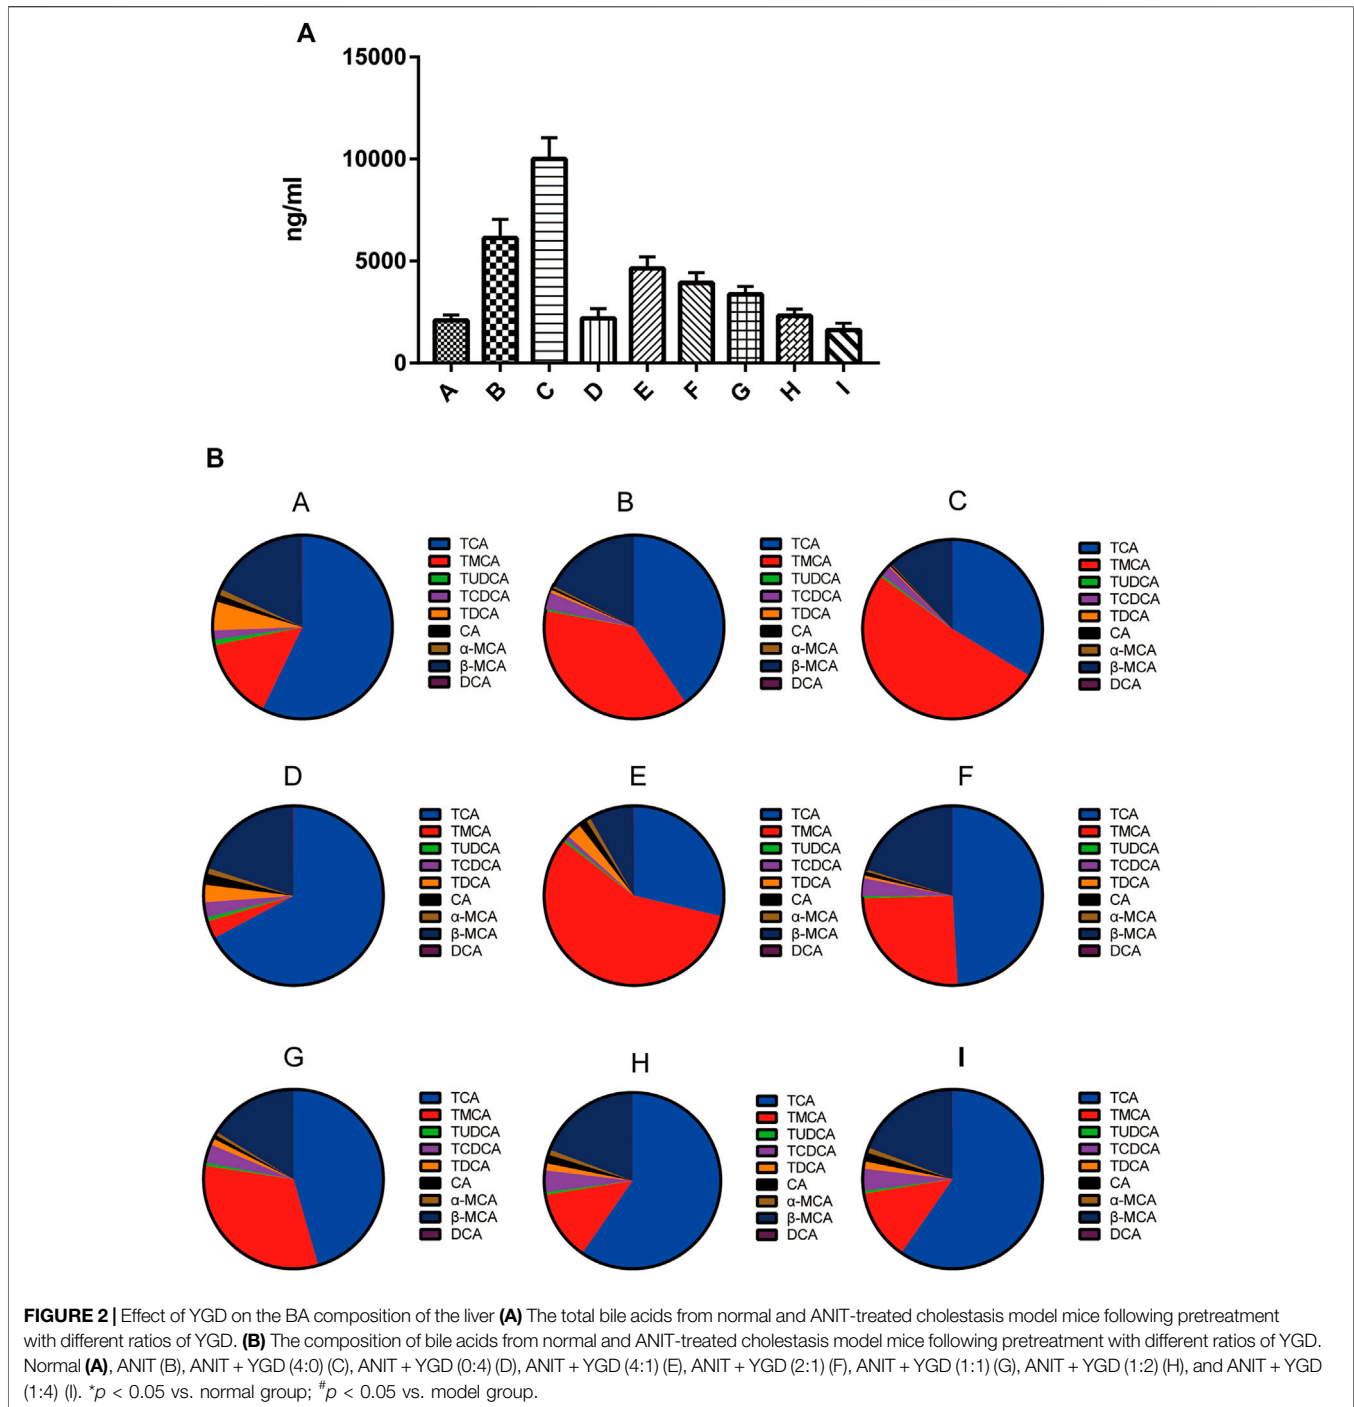 A
15000
10000
5000
0
ng/ml
A B C D E F G H I
B
A
TCA
TMCA
TUDCA
TCDCA
TDCA
CA
α-MCA
β-MCA
DCA
B
TCA
TMCA
TUDCA
TCDCA
TDCA
CA
α-MCA
β-MCA
DCA
C
TCA
TMCA
TUDCA
TCDCA
TDCA
CA
α-MCA
β-MCA
DCA
D
TCA
TMCA
TUDCA
TCDCA
TDCA
CA
α-MCA
β-MCA
DCA
E
TCA
TMCA
TUDCA
TCDCA
TDCA
CA
α-MCA
β-MCA
DCA
F
TCA
TMCA
TUDCA
TCDCA
TDCA
CA
α-MCA
β-MCA
DCA
G
TCA
TMCA
TUDCA
TCDCA
TDCA
CA
α-MCA
β-MCA
DCA
H
TCA
TMCA
TUDCA
TCDCA
TDCA
CA
α-MCA
β-MCA
DCA
I
TCA
TMCA
TUDCA
TCDCA
TDCA
CA
α-MCA
β-MCA
DCA
FIGURE 2 | Effect of YGD on the BA composition of the liver (A) The total bile acids from normal and ANIT-treated cholestasis model mice following pretreatment
with different ratios of YGD. (B) The composition of bile acids from normal and ANIT-treated cholestasis model mice following pretreatment with different ratios of YGD.
Normal (A), ANIT (B), ANIT + YGD (4:0) (C), ANIT + YGD (0:4) (D), ANIT + YGD (4:1) (E), ANIT + YGD (2:1) (F), ANIT + YGD (1:1) (G), ANIT + YGD (1:2) (H), and ANIT + YGD
(1:4) (I). *p < 0.05 vs. normal group; #p < 0.05 vs. model group.